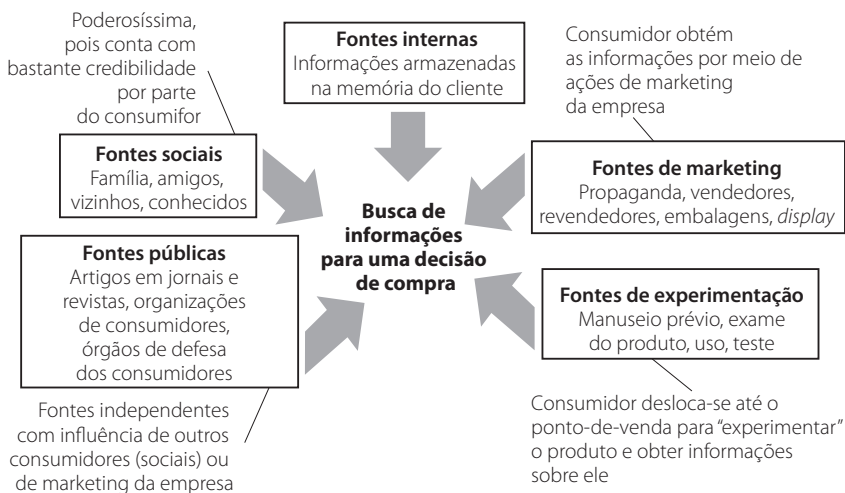 Poderosíssima,
pois conta com
bastante credibilidade
por parte
do consumifor
Fontes internas
Informações armazenadas
na memória do cliente
Consumidor obtém
as informações por meio de
ações de marketing
da empresa
Fontes sociais
Família, amigos,
vizinhos, conhecidos
Fontes de marketing
Propaganda, vendedores,
revendedores, embalagens, display
Busca de
informações
para uma decisão
de compra
Fontes públicas
Artigos em jornais e
revistas, organizações
de consumidores,
órgãos de defesa
dos consumidores
Fontes de experimentação
Manuseio prévio, exame
do produto, uso, teste
Fontes independentes
com influência de outros
consumidores (sociais) ou
de marketing da empresa
Consumidor desloca-se até o
ponto-de-venda para “experimentar”
o produto e obter informações
sobre ele